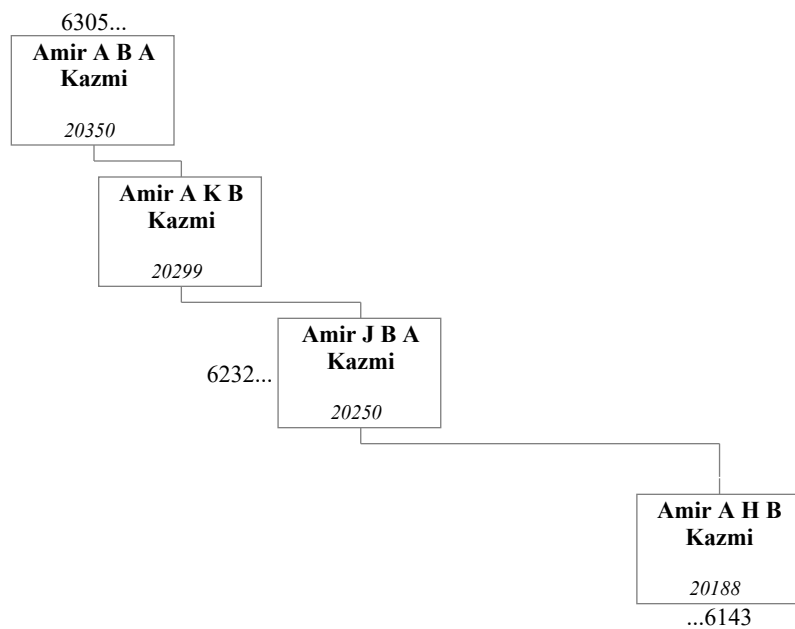 6305...
Amir A B A
Kazmi
20350
Amir A K B
Kazmi
20299
Amir J B A
Kazmi
6232...
20250
Amir A H B
Kazmi
20188
...6143